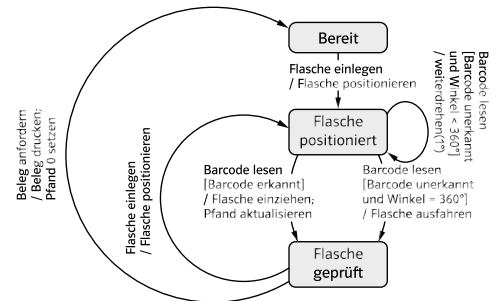 Bereit
Flasche einlegen
/ Flasche positionieren
Flasche
positioniert
Barcode lesen
[Barcode unerkannt
und Winkel < 360°]
/ weiterdrehen(1°)
Barcode lesen
[Barcode erkannt]
/ Flasche einziehen;
Pfand aktualisieren
Barcode lesen
[Barcode unerkannt
und Winkel = 360°]
/ Flasche ausfahren
Flasche
geprüft
Flasche einlegen
/ Flasche positionieren
Beleg anfordern
/ Beleg drucken;
Pfand 0 setzen